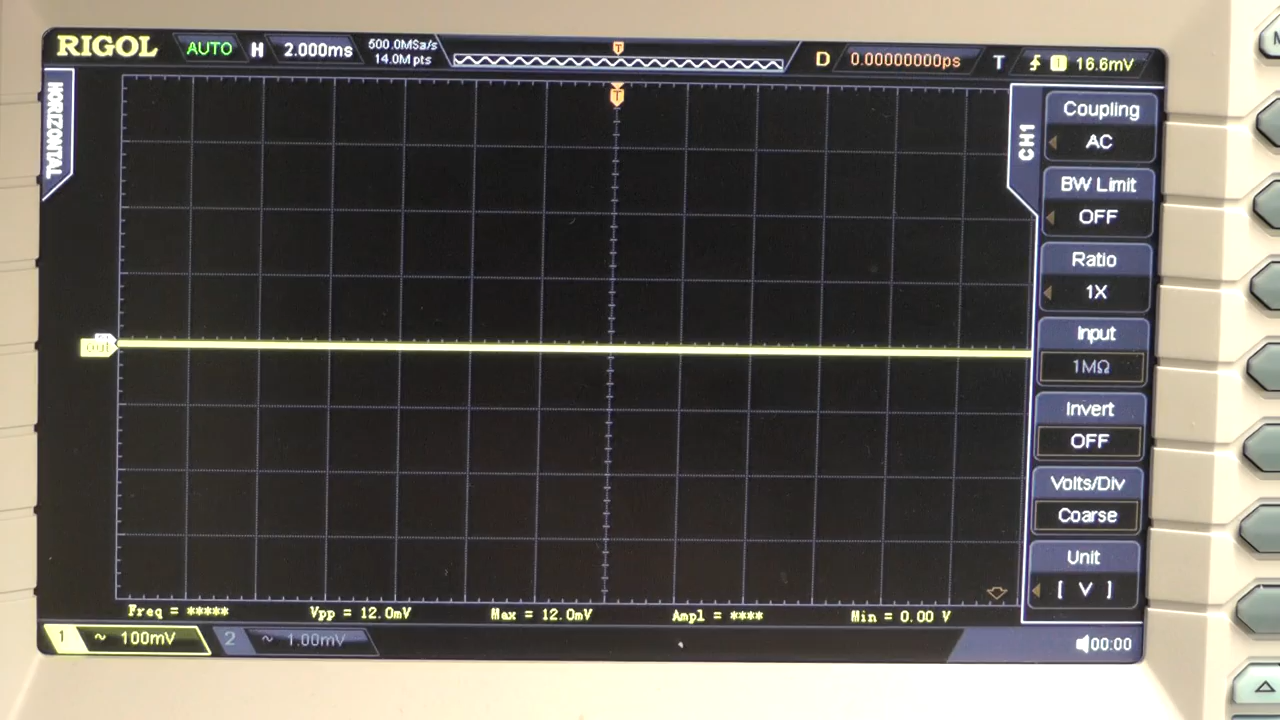 RIGOL AUTO H 2.000ms 500.0MSa/s 14.0M pts D 0.00000000ps T 1 16.6mV
HORIZONTAL
T
T
CH1
Coupling
AC
BW Limit
OFF
Ratio
1X
Input
1MΩ
Invert
OFF
Volts/Div
Coarse
Unit
[ V ]
out
Freq = ***** Vpp = 12.0mV Max = 12.0mV Ampl = **** Min = 0.00 V
1 ~ 100mV 2 ~ 1.00mV 00:00